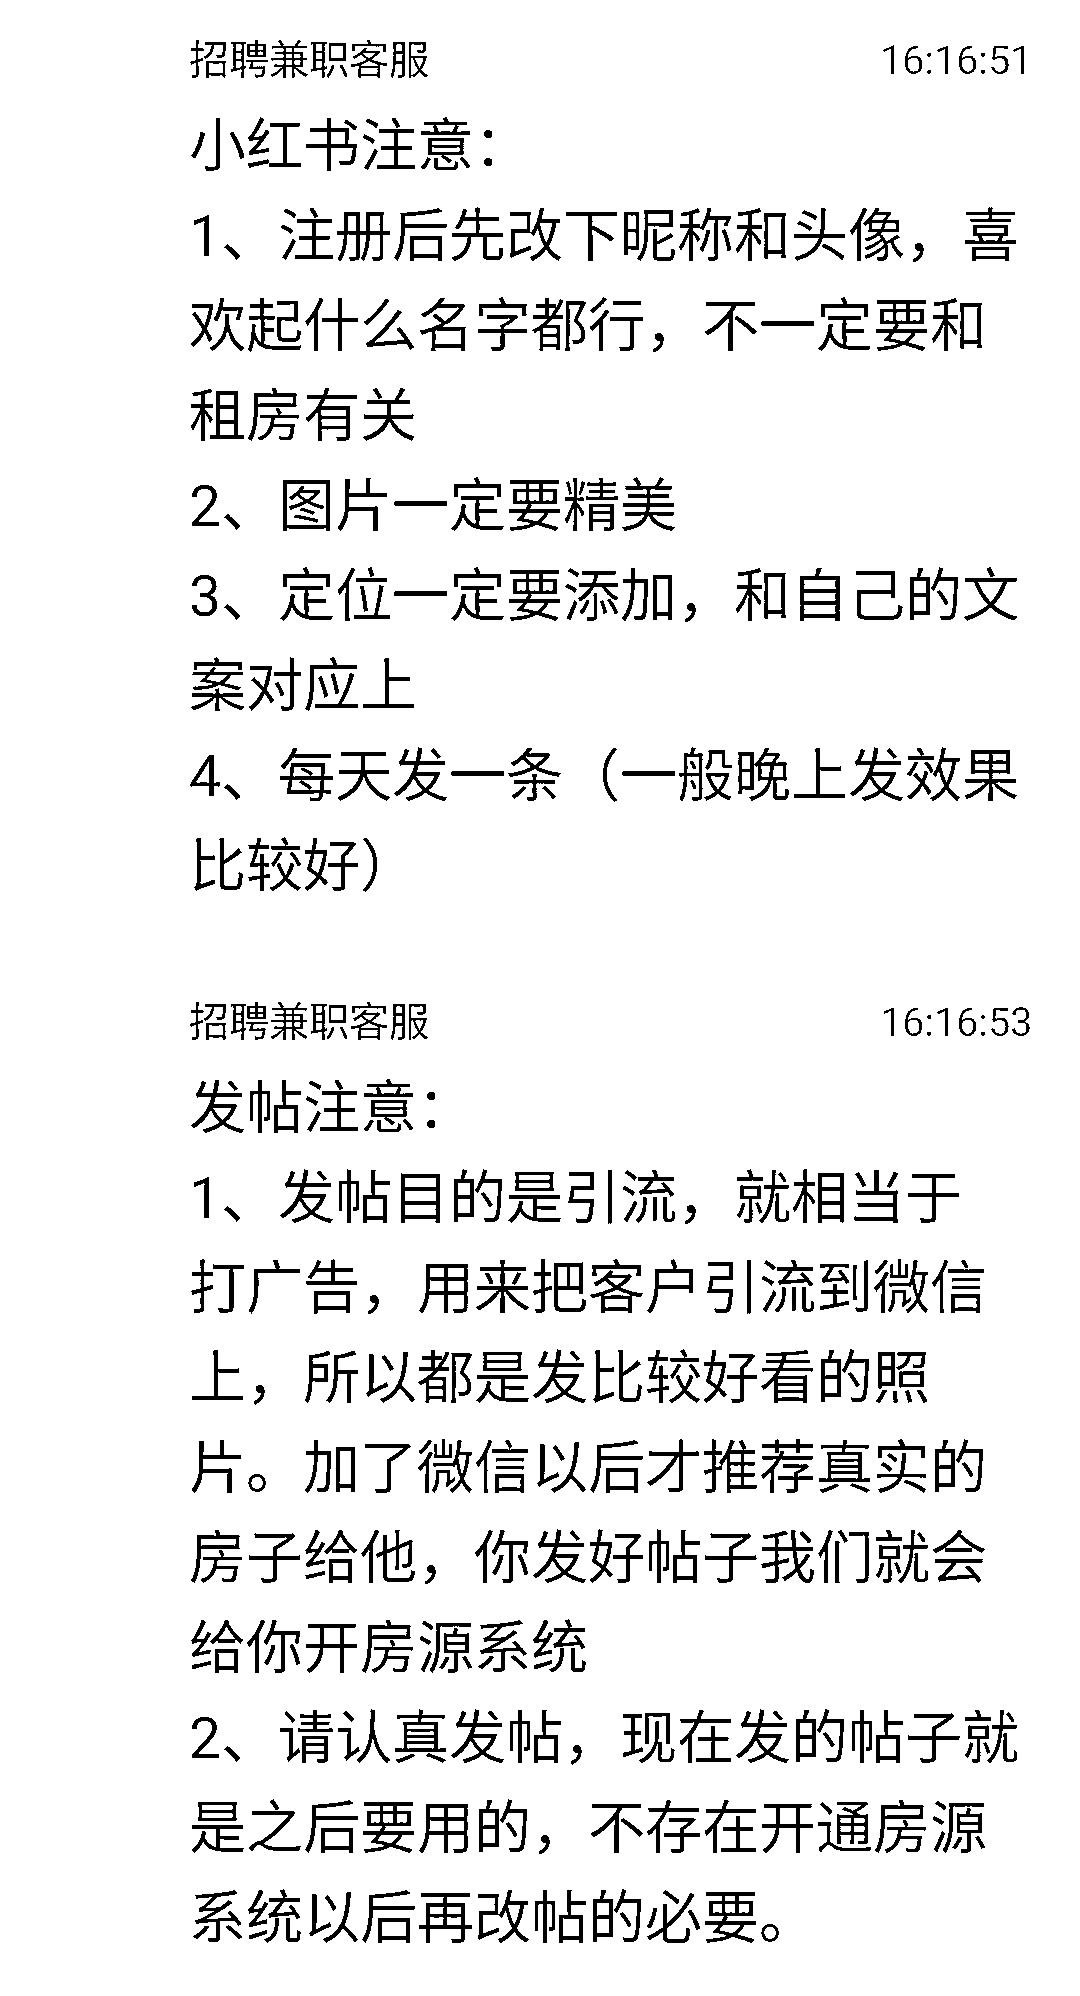 招聘兼职客服 16:16:51
小红书注意：
1、注册后先改下昵称和头像，喜
欢起什么名字都行，不一定要和
租房有关
2、图片一定要精美
3、定位一定要添加，和自己的文
案对应上
4、每天发一条（一般晚上发效果
比较好）
招聘兼职客服 16:16:53
发帖注意：
1、发帖目的是引流，就相当于
打广告，用来把客户引流到微信
上，所以都是发比较好看的照
片。加了微信以后才推荐真实的
房子给他，你发好帖子我们就会
给你开房源系统
2、请认真发帖，现在发的帖子就
是之后要用的，不存在开通房源
系统以后再改帖的必要。